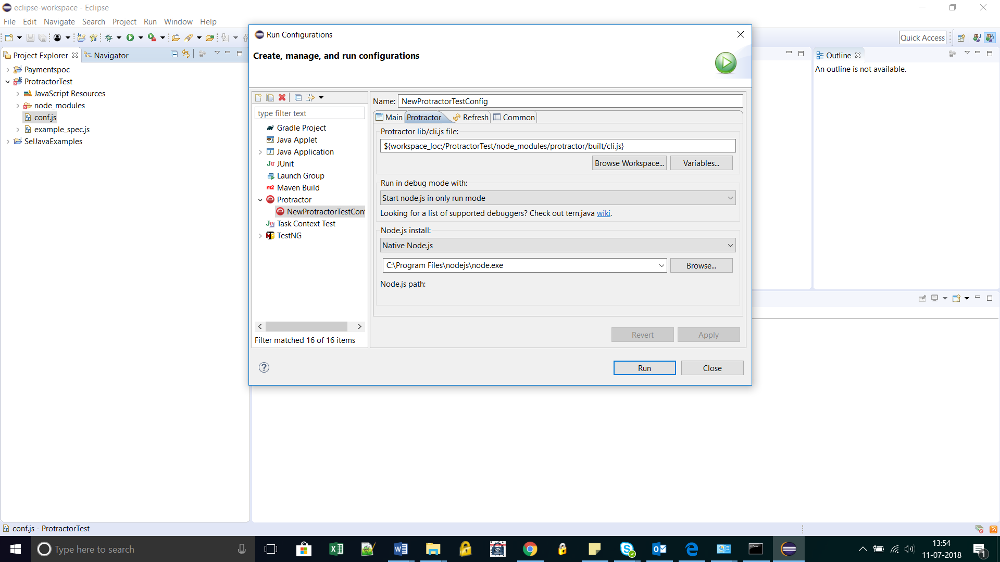 eclipse-workspace - Eclipse
File Edit Navigate Search Project Run Window Help
Quick Access
Project Explorer
Navigator
Paymentspoc
ProtractorTest
JavaScript Resources
node_modules
conf.js
example_spec.js
SelJavaExamples
Run Configurations
Create, manage, and run configurations
type filter text
Gradle Project
Java Applet
Java Application
JUnit
Launch Group
Maven Build
Protractor
NewProtractorTestConf
Task Context Test
TestNG
Filter matched 16 of 16 items
Name: NewProtractorTestConfig
Main Protractor Refresh Common
Protractor lib/cli.js file:
${workspace_loc:/ProtractorTest/node_modules/protractor/built/cli.js}
Browse Workspace... Variables...
Run in debug mode with:
Start node.js in only run mode
Looking for a list of supported debuggers? Check out tern.java wiki.
Node.js install:
Native Node.js
C:\Program Files\nodejs\node.exe
Browse...
Node.js path:
Revert Apply
Run Close
Outline
An outline is not available.
conf.js - ProtractorTest
Type here to search
13:54
11-07-2018
1